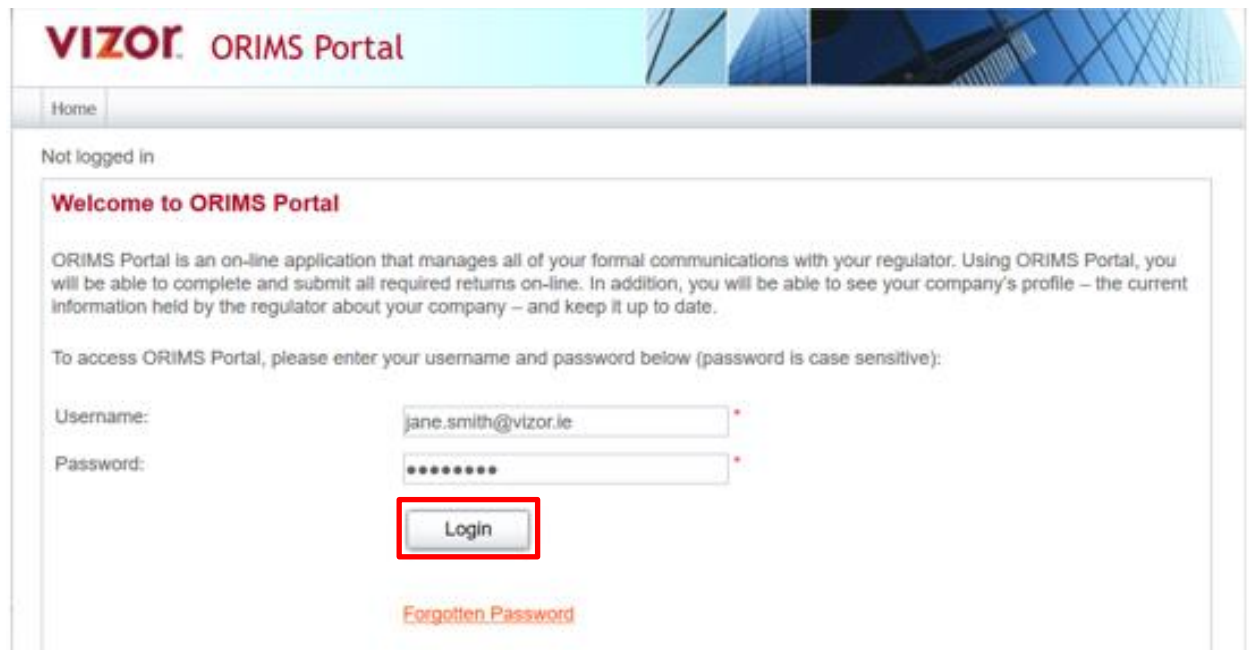 VIZOr ORIMS Portal
Home
Not logged in
Welcome to ORIMS Portal
ORIMS Portal is an on-line application that manages all of your formal communications with your regulator. Using ORIMS Portal, you
will be able to complete and submit all required returns on-line. In addition, you will be able to see your company's profile – the current
information held by the regulator about your company – and keep it up to date.
To access ORIMS Portal, please enter your username and password below (password is case sensitive):
Username: jane.smith@vizor.ie *
Password: •••••••• *
Login
Forgotten Password